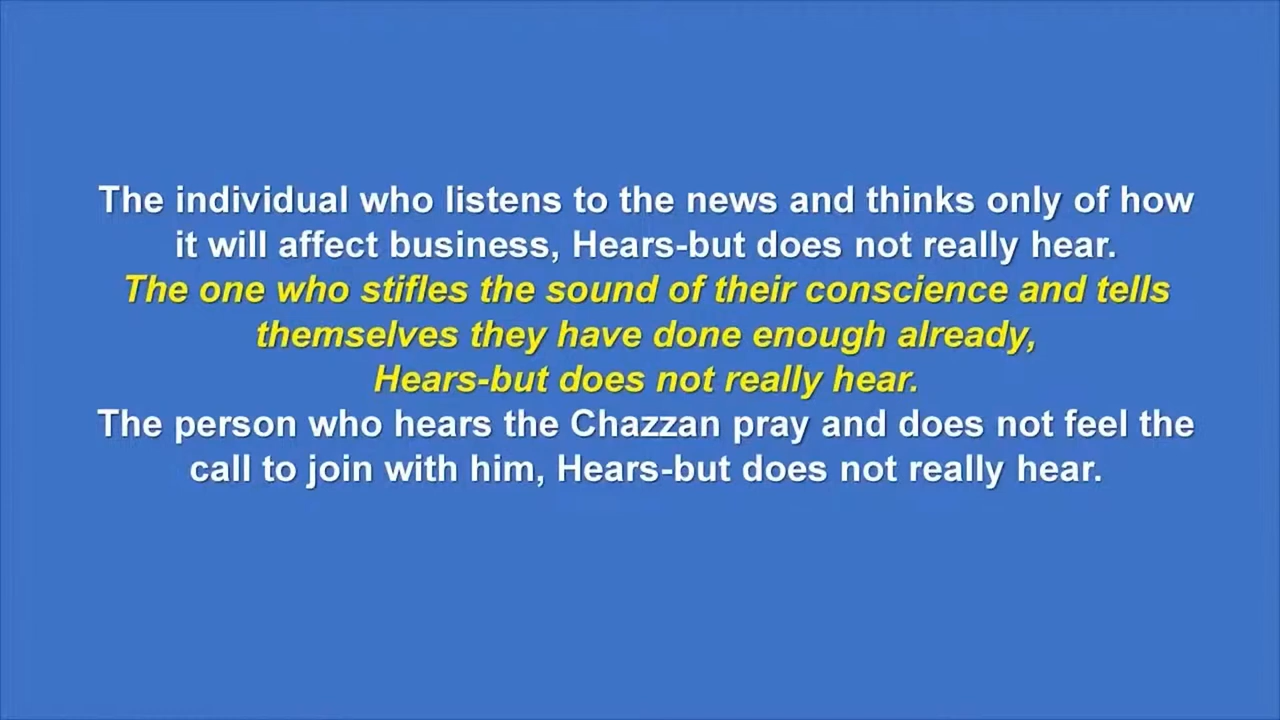 The individual who listens to the news and thinks only of how
it will affect business, Hears-but does not really hear.
The one who stifles the sound of their conscience and tells
themselves they have done enough already,
Hears-but does not really hear.
The person who hears the Chazzan pray and does not feel the
call to join with him, Hears-but does not really hear.